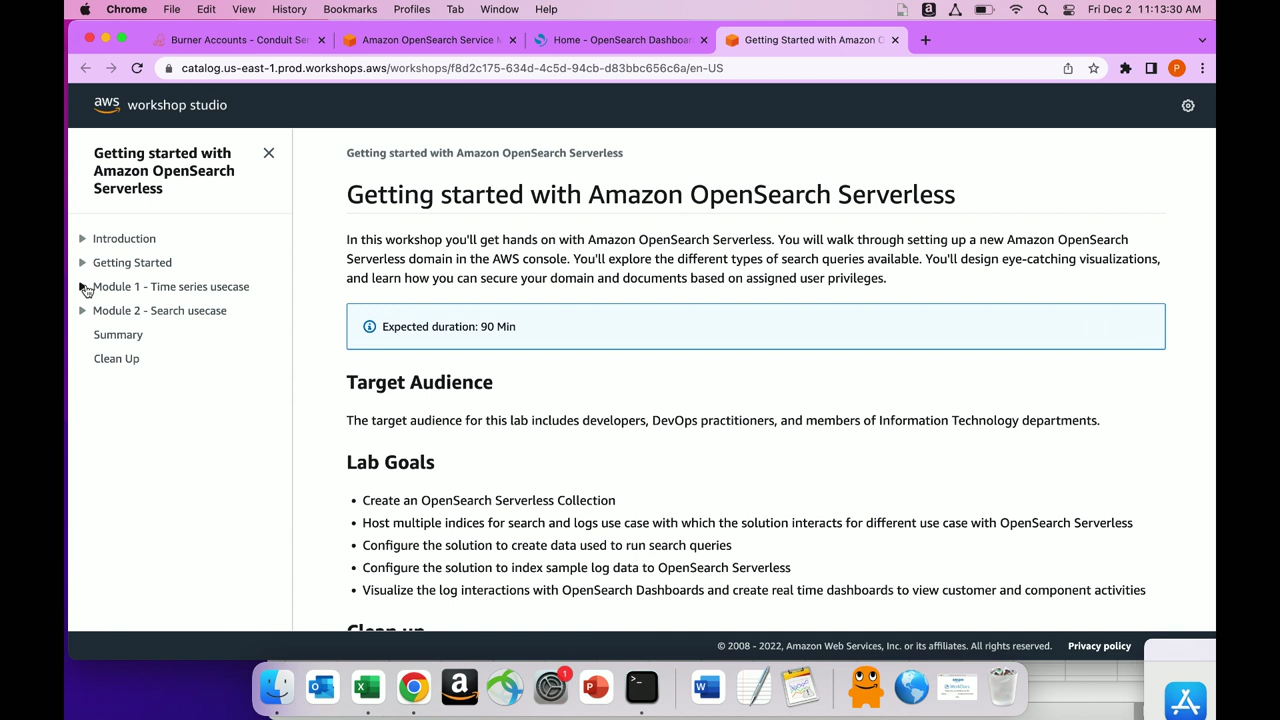 Chrome File Edit View History Bookmarks Profiles Tab Window Help Fri Dec 2 11:13:30 AM
Burner Accounts - Conduit Se Amazon OpenSearch Service Home - OpenSearch Dashboa Getting Started with Amazon O
catalog.us-east-1.prod.workshops.aws/workshops/f8d2c175-634d-4c5d-94cb-d83bbc656c6a/en-US P
aws workshop studio
Getting started with
Amazon OpenSearch
Serverless
Introduction
Getting Started
Module 1 - Time series usecase
Module 2 - Search usecase
Summary
Clean Up
Getting started with Amazon OpenSearch Serverless
Getting started with Amazon OpenSearch Serverless
In this workshop you'll get hands on with Amazon OpenSearch Serverless. You will walk through setting up a new Amazon OpenSearch
Serverless domain in the AWS console. You'll explore the different types of search queries available. You'll design eye-catching visualizations,
and learn how you can secure your domain and documents based on assigned user privileges.
Expected duration: 90 Min
Target Audience
The target audience for this lab includes developers, DevOps practitioners, and members of Information Technology departments.
Lab Goals
• Create an OpenSearch Serverless Collection
• Host multiple indices for search and logs use case with which the solution interacts for different use case with OpenSearch Serverless
• Configure the solution to create data used to run search queries
• Configure the solution to index sample log data to OpenSearch Serverless
• Visualize the log interactions with OpenSearch Dashboards and create real time dashboards to view customer and component activities
Clean up
© 2008 - 2022, Amazon Web Services, Inc. or its affiliates. All rights reserved. Privacy policy
1